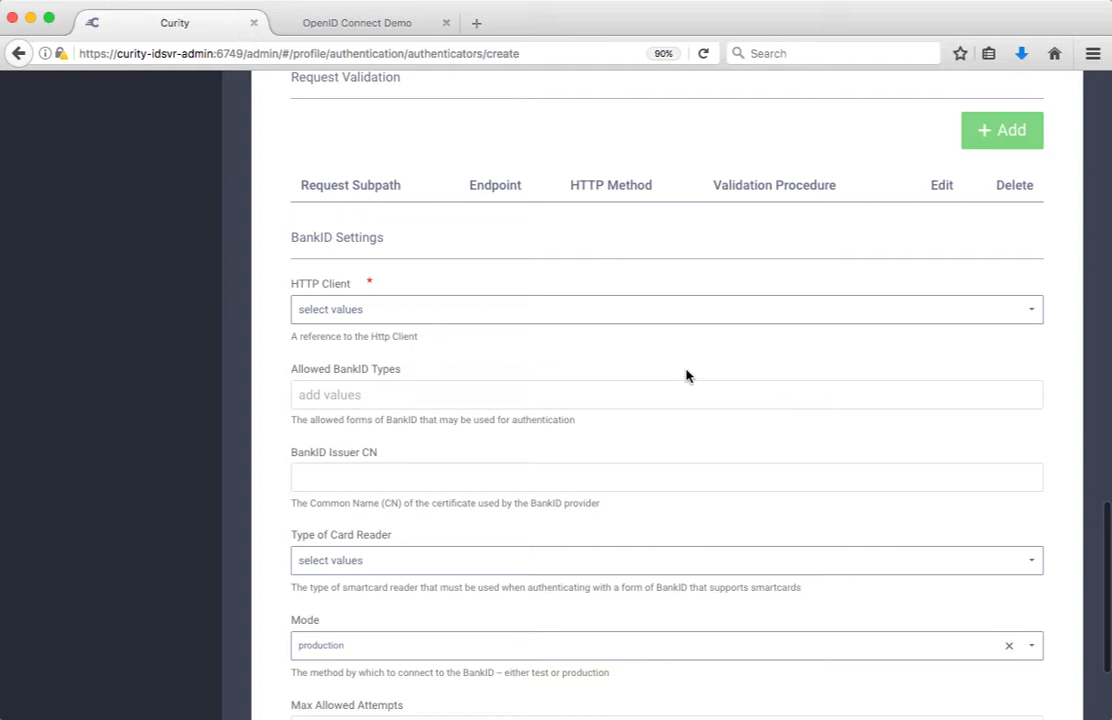 Curity
OpenID Connect Demo
https://curity-idsvr-admin:6749/admin/#/profile/authentication/authenticators/create
90%
Search
Request Validation
+ Add
Request Subpath Endpoint HTTP Method Validation Procedure Edit Delete
BankID Settings
HTTP Client *
select values
A reference to the Http Client
Allowed BankID Types
add values
The allowed forms of BankID that may be used for authentication
BankID Issuer CN
The Common Name (CN) of the certificate used by the BankID provider
Type of Card Reader
select values
The type of smartcard reader that must be used when authenticating with a form of BankID that supports smartcards
Mode
production
The method by which to connect to the BankID – either test or production
Max Allowed Attempts